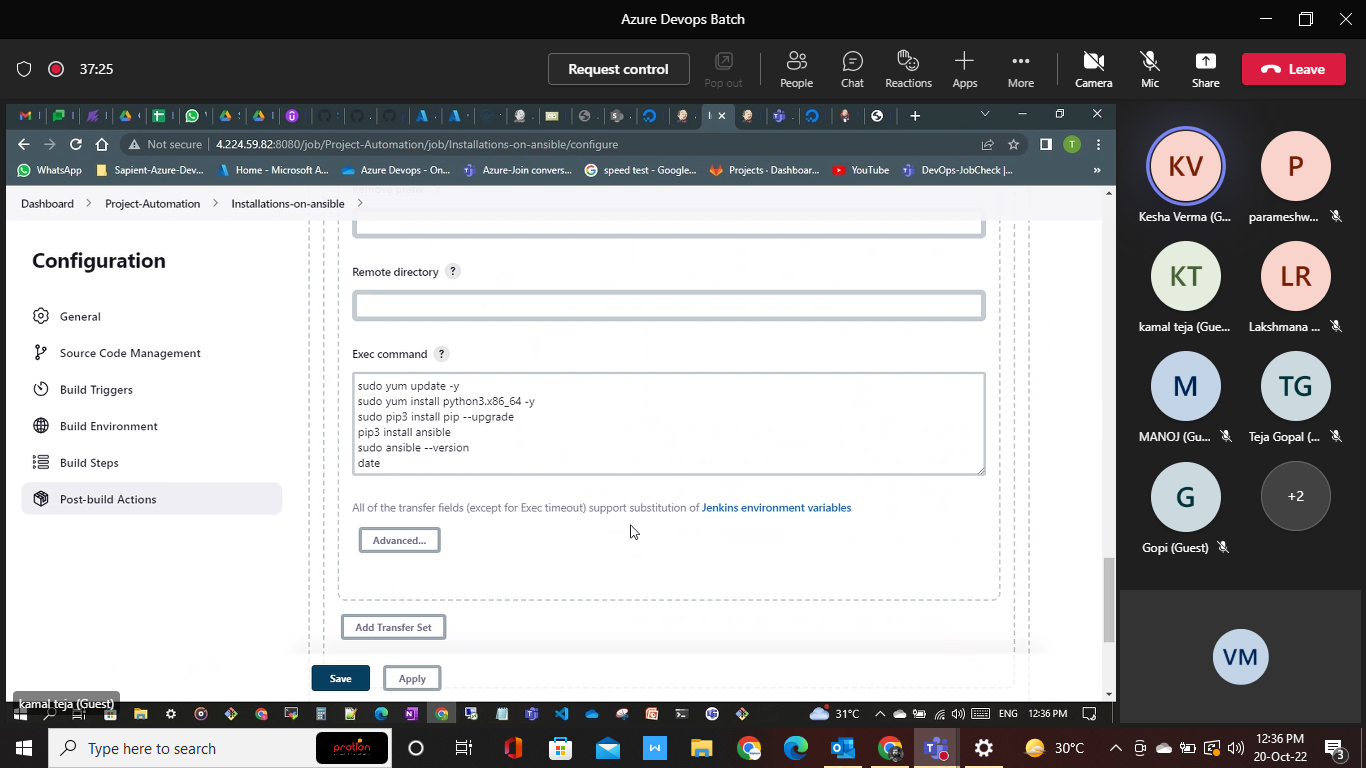 Azure Devops Batch
37:25
Request control
Pop out
People
Chat
Reactions
Apps
More
Camera
Mic
Share
Leave
Not secure
4.224.59.82:8080/job/Project-Automation/job/Installations-on-ansible/configure
T
WhatsApp
Sapient-Azure-Dev...
Home - Microsoft A...
Azure Devops - On...
Azure-Join convers...
speed test - Google...
Projects · Dashboar...
YouTube
DevOps-JobCheck |...
»
Dashboard
Project-Automation
Installations-on-ansible
Configuration
General
Source Code Management
Build Triggers
Build Environment
Build Steps
Post-build Actions
Remote directory ?
Exec command ?
sudo yum update -y
sudo yum install python3.x86_64 -y
sudo pip3 install pip --upgrade
pip3 install ansible
sudo ansible --version
date
All of the transfer fields (except for Exec timeout) support substitution of Jenkins environment variables
Advanced...
Add Transfer Set
Save
Apply
kamal teja (Guest)
31°C
ENG
12:36 PM
KV
Kesha Verma (G...
P
parameshw...
KT
kamal teja (Gue...
LR
Lakshmana ...
M
MANOJ (Gu...
TG
Teja Gopal (...
G
Gopi (Guest)
+2
VM
Type here to search
30°C
12:36 PM
20-Oct-22
3